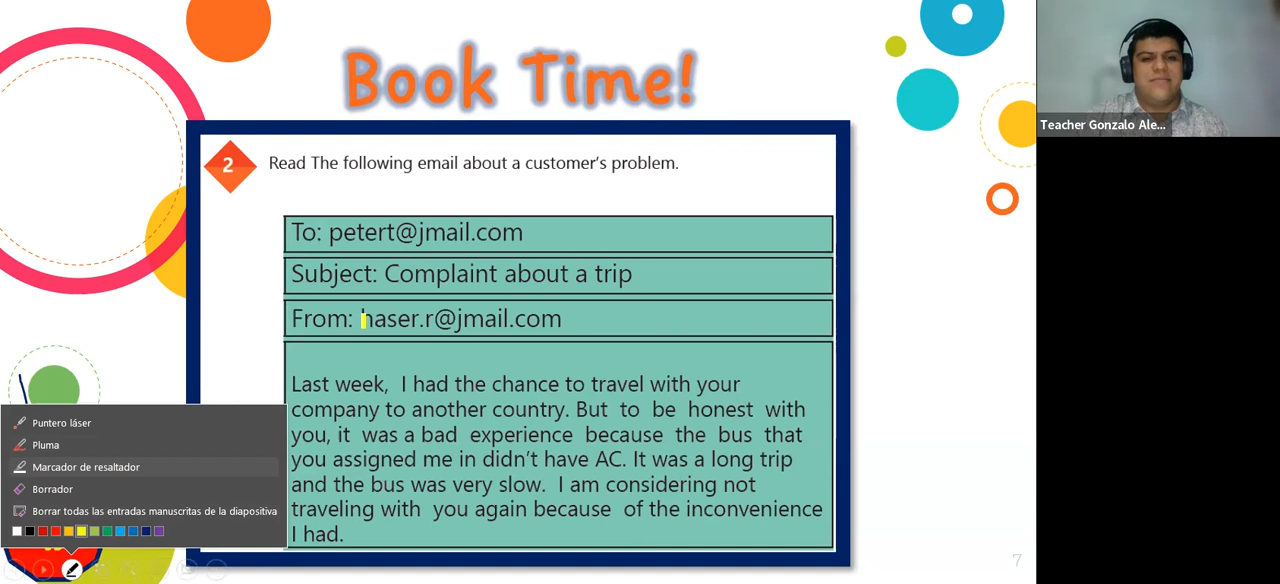 Book Time!
Teacher Gonzalo Ale...
2
Read The following email about a customer's problem.
To: petert@jmail.com
Subject: Complaint about a trip
From: haser.r@jmail.com
Last week, I had the chance to travel with your
company to another country. But to be honest with
you, it was a bad experience because the bus that
you assigned me in didn't have AC. It was a long trip
and the bus was very slow. I am considering not
traveling with you again because of the inconvenience
I had.
Puntero láser
Pluma
Marcador de resaltador
Borrador
Borrar todas las entradas manuscritas de la diapositiva
7